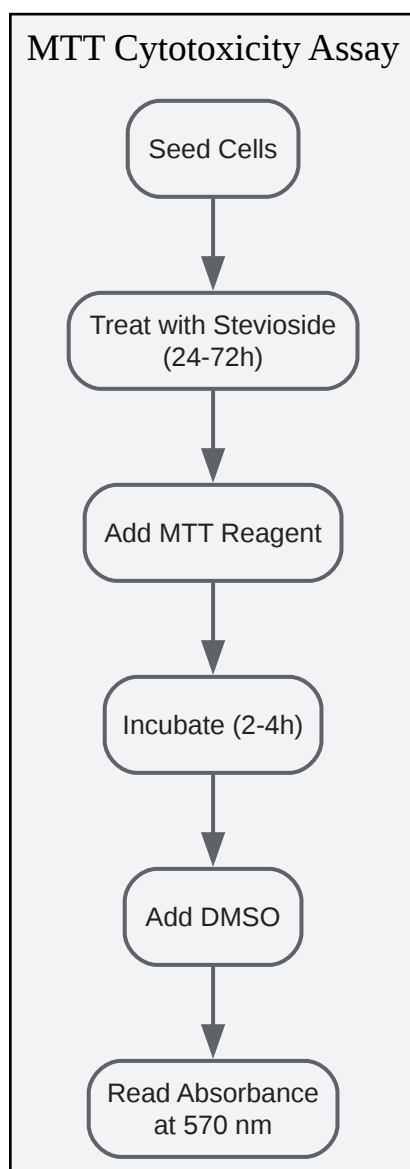 MTT Cytotoxicity Assay
Seed Cells
Treat with Stevioside
(24-72h)
Add MTT Reagent
Incubate (2-4h)
Add DMSO
Read Absorbance
at 570 nm